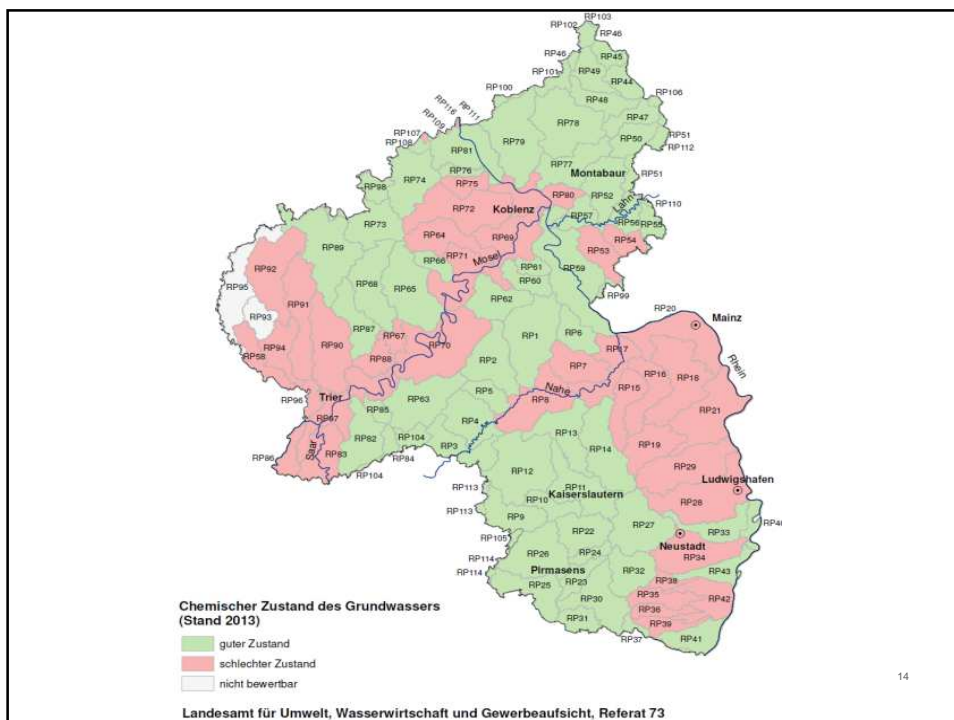 RP103
RP102
RP46
RP46
RP45
RP101
RP49
RP44
RP100
RP106
RP48
RP116
RP111
RP109
RP78
RP47
RP107
RP108
RP79
RP50
RP51
RP112
RP81
RP77
RP76
Montabaur
RP51
RP74
RP75
RP98
RP80
RP52
Lahn
RP110
RP72
Koblenz
RP57
RP56
RP55
RP73
RP64
RP69
RP54
RP53
RP89
RP71
Mosel
RP66
RP61
RP59
RP92
RP60
RP95
RP68
RP65
RP99
RP91
RP62
RP20
RP93
Mainz
RP87
RP67
RP1
RP6
RP94
RP90
RP70
RP17
Rhein
RP58
RP88
RP2
RP7
RP16
RP18
RP15
Nahe
RP5
Trier
RP63
RP8
RP96
RP85
RP21
RP97
RP4
RP82
RP104
RP3
RP13
RP19
RP86
Saar
RP83
RP84
RP14
RP104
RP12
RP29
RP113
RP11
Ludwigshafen
Kaiserslautern
RP10
RP28
RP113
RP9
RP27
RP22
RP33
RP105
Neustadt
RP26
RP24
RP34
RP114
Pirmasens
RP32
RP43
RP114
RP25
RP23
RP38
RP35
RP42
RP30
RP36
RP31
RP39
RP37
RP41
Chemischer Zustand des Grundwassers
(Stand 2013)
guter Zustand
schlechter Zustand
nicht bewertbar
14
Landesamt für Umwelt, Wasserwirtschaft und Gewerbeaufsicht, Referat 73